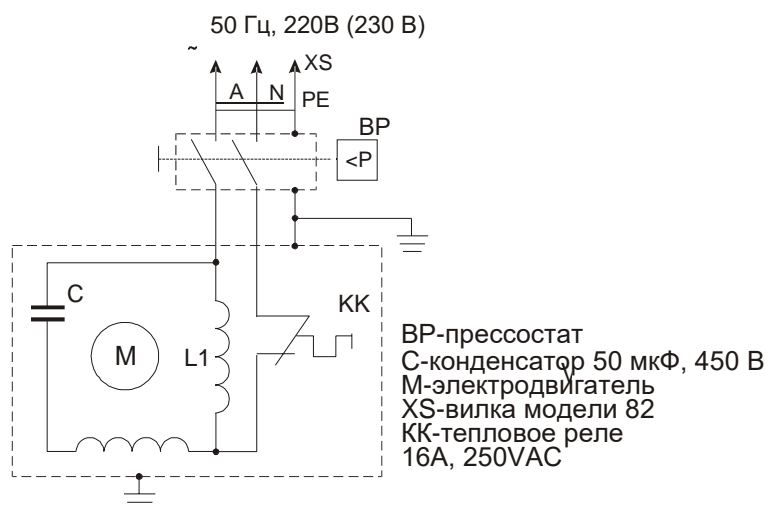 50 Гц, 220В (230 В)
~
XS
A N PE
BP
<P
C
KK
M
L1
ВР-прессостат
С-конденсатор 50 мкФ, 450 В
М-электродвигатель
XS-вилка модели 82
КК-тепловое реле
16А, 250VAC